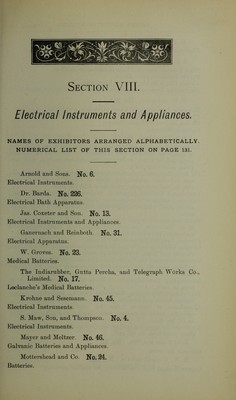 SECTION VIII.
Electrical Instruments and Appliances.
NAMES OF EXHIBITORS ARRANGED ALPHABETICALLY.
NUMERICAL LIST OF THIS SECTION ON PAGE 131.
Arnold and Sons. No. 6.
Electrical Instruments.
Dr. Barda. No. 226.
Electrical Bath Apparatus.
Jas. Coxeter and Son. No. 13.
Electrical Instruments and Appliances.
Ganzreach and Reinboth. No. 31.
Electrical Apparatus.
W. Groves. No. 23.
Medical Batteries.
The Indiarubber, Gutta Percha, and Telegraph Works Co.,
Limited. No. 17.
Leclanche's Medical Batteries.
Krohne and Sesemann. No. 45.
Electrical Instruments.
S. Maw, Son, and Thompson. No. 4.
Electrical Instruments.
Mayer and Meltzer No. 46.
Galvanic Batteries and Appliances.
Mottershead and Co. No. 24.
Batteries.